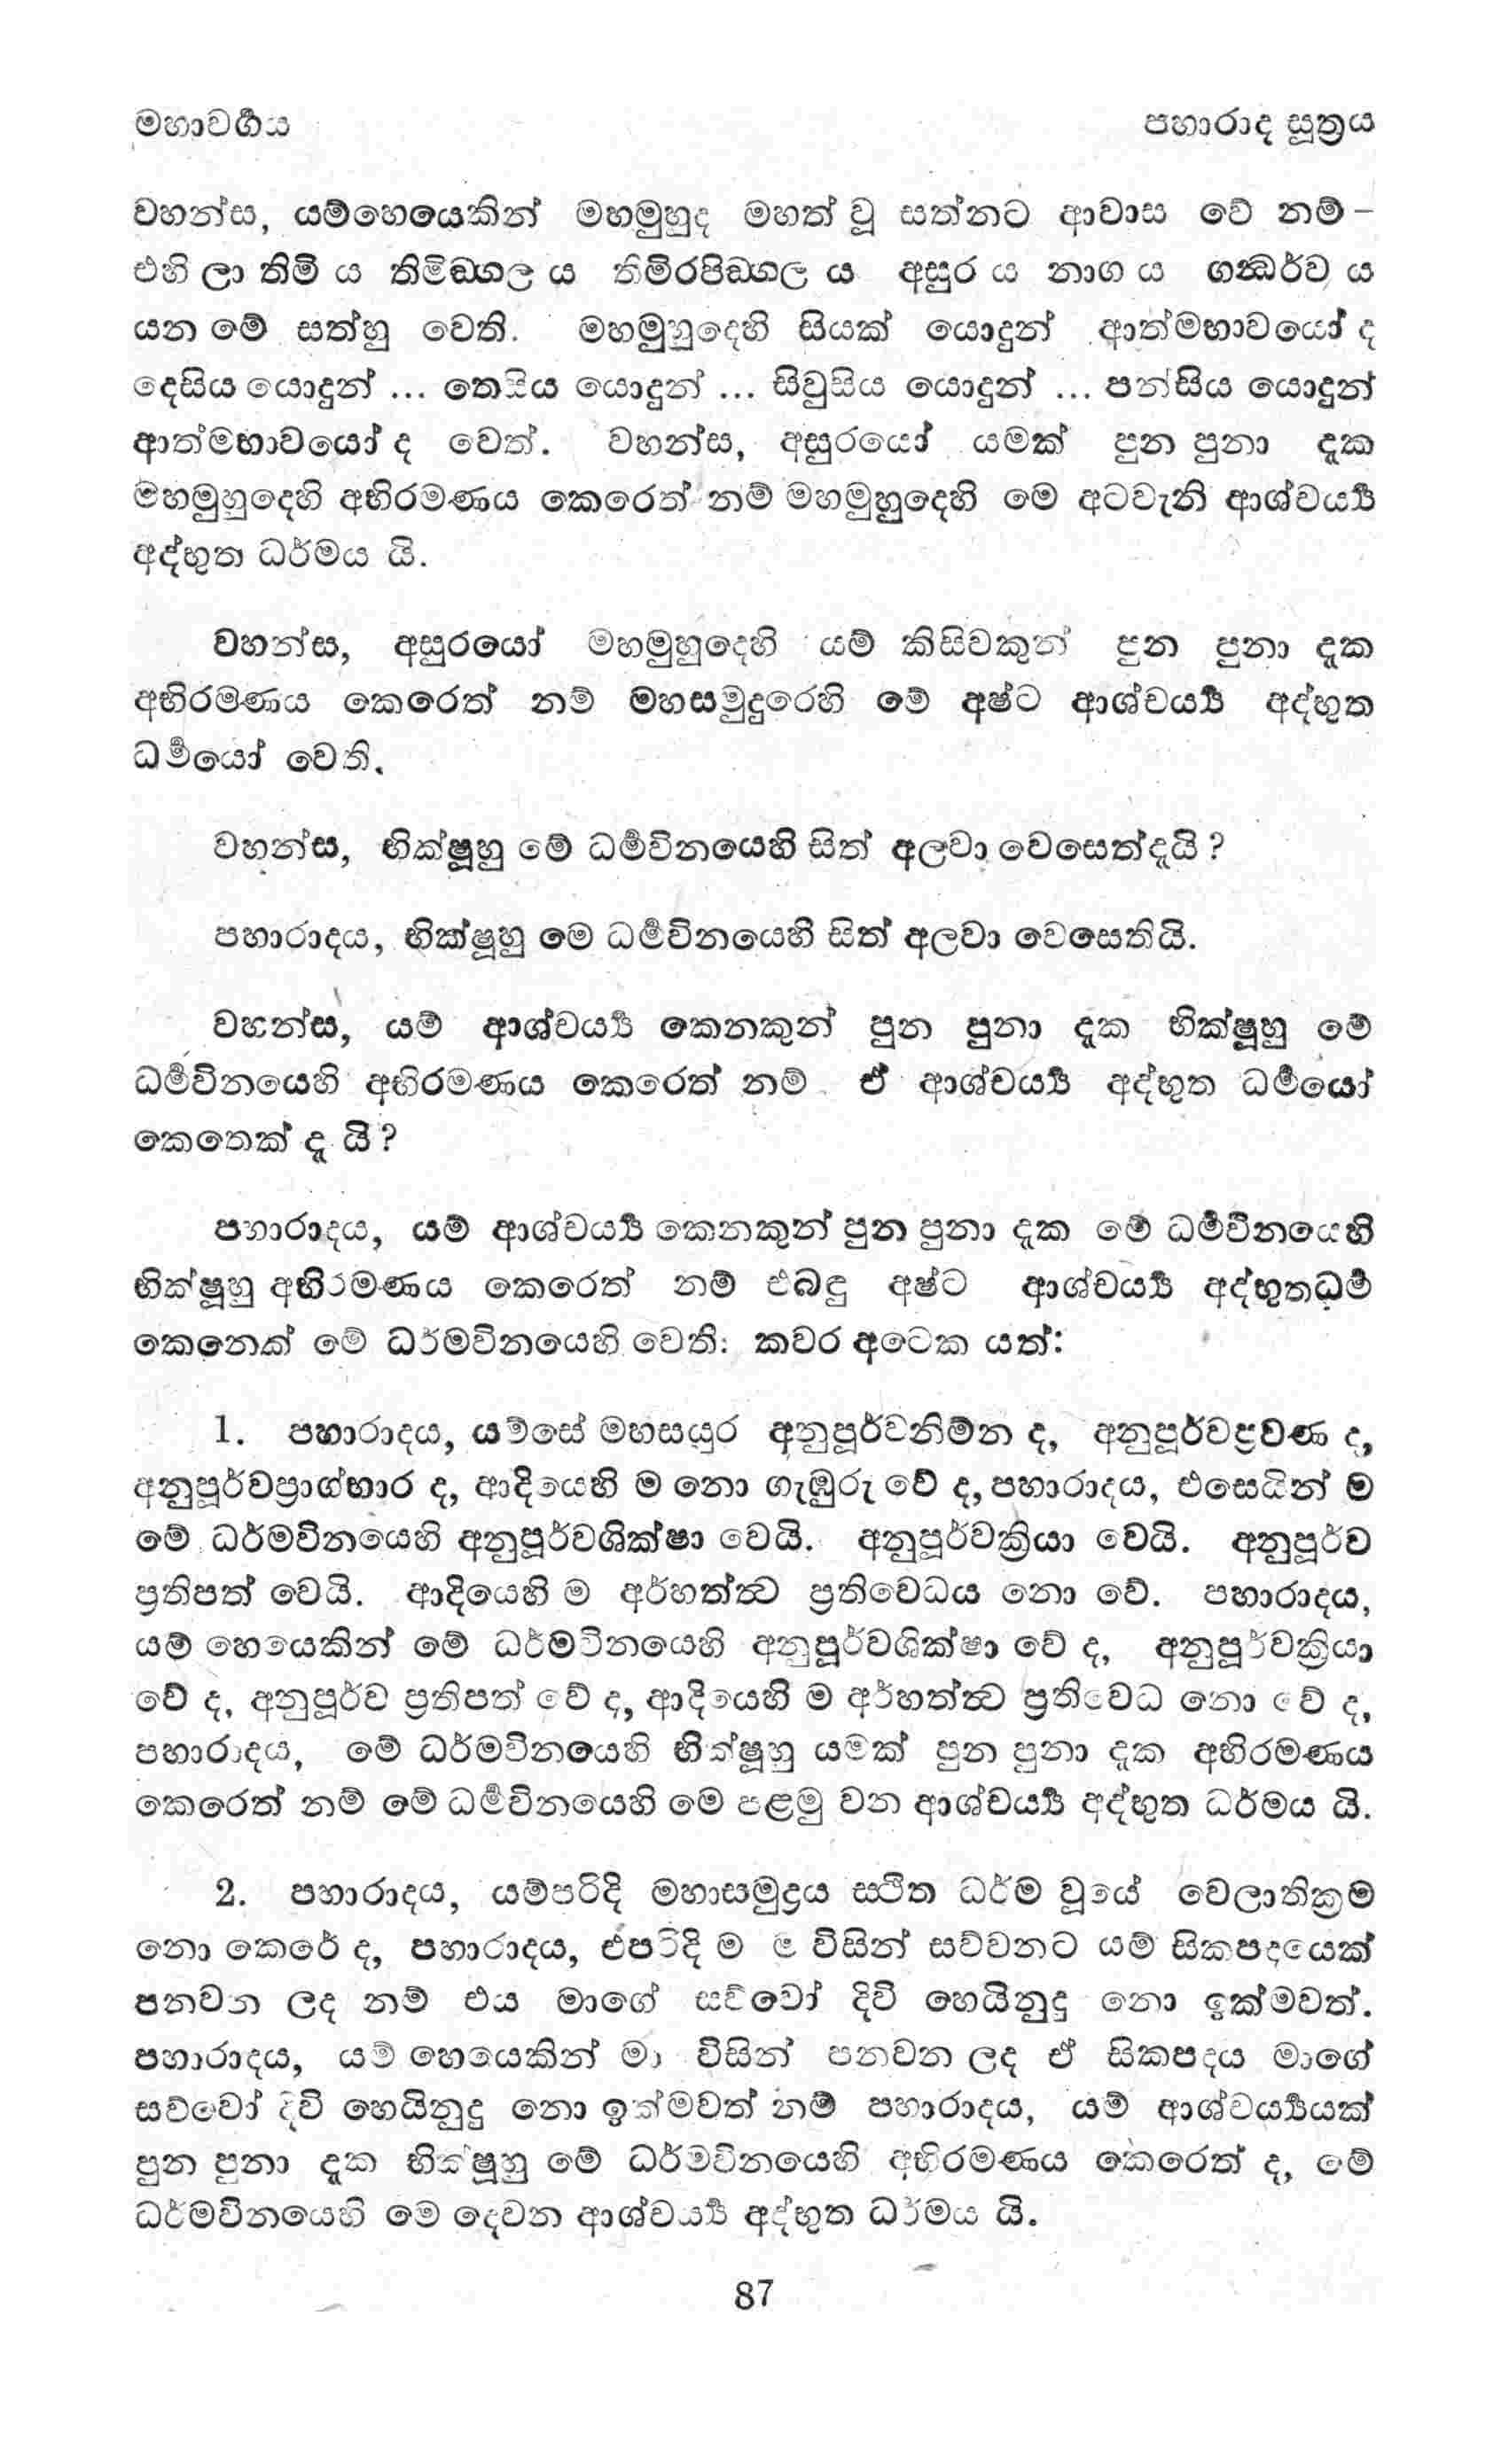 මහාවර්‍ගය පහාරාද සූත්‍රය
වහන්ස, යම්හෙයෙකින් මහමුහුද මහත් වූ සත්නට ආවාස වේ නම් –
එහි ලා තිමි ය තිමිඞ්ගල ය තිමිරපිඞ්ගල ය අසුර ය නාග ය ගන්‍ධර්ව ය
යන මේ සත්හු වෙති. මහමුහුදෙහි සියක් යොදුන් ආත්මභාවයෝ ද
දෙසිය යොදුන් ... තෙසිය යොදුන් ... සිවුසිය යොදුන් ... පන්සිය යොදුන්
ආත්මභාවයෝ ද වෙත්. වහන්ස, අසුරයෝ යමක් පුන පුනා දැක
මහමුහුදෙහි අභිරමණය කෙරෙත් නම් මහමුහුදෙහි මෙ අටවැනි ආශ්චර්‍ය්‍ය
අද්භුත ධර්මය යි.
වහන්ස, අසුරයෝ මහමුහුදෙහි යම් කිසිවකුන් පුන පුනා දැක
අභිරමණය කෙරෙත් නම් මහසමුදුරෙහි මේ අෂ්ට ආශ්චර්‍ය්‍ය අද්භුත
ධර්‍මයෝ වෙති.
වහන්ස, භික්ෂූහු මේ ධර්‍මවිනයෙහි සිත් අලවා වෙසෙත්දැයි ?
පහාරාදය, භික්ෂූහු මෙ ධර්‍මවිනයෙහි සිත් අලවා වෙසෙතියි.
වහන්ස, යම් ආශ්චර්‍ය්‍ය කෙනකුන් පුන පුනා දැක භික්ෂූහු මේ
ධර්‍මවිනයෙහි අභිරමණය කෙරෙත් නම් ඒ ආශ්චර්‍ය්‍ය අද්භුත ධර්‍මයෝ
කෙතෙක් දැ යි ?
පහාරාදය, යම් ආශ්චර්‍ය්‍ය කෙනකුන් පුන පුනා දැක මේ ධර්‍මවිනයෙහි
භික්ෂූහු අභිරමණය කෙරෙත් නම් එබඳු අෂ්ට ආශ්චර්‍ය්‍ය අද්භුතධර්‍ම
කෙනෙක් මේ ධර්මවිනයෙහි වෙති: කවර අටෙක යත්:
1. පහාරාදය, යම්සේ මහසයුර අනුපූර්වනිම්න ද, අනුපූර්වප්‍රවණ ද,
අනුපූර්වප්‍රාග්භාර ද, ආදියෙහි ම නො ගැඹුරු වේ ද, පහාරාදය, එසෙයින් ම
මේ ධර්මවිනයෙහි අනුපූර්වශික්ෂා වෙයි. අනුපූර්වක්‍රියා වෙයි. අනුපූර්ව
ප්‍රතිපත් වෙයි. ආදියෙහි ම අර්හත්ත්‍ව ප්‍රතිවෙධය නො වේ. පහාරාදය,
යම් හෙයෙකින් මේ ධර්මවිනයෙහි අනුපූර්වශික්ෂා වේ ද, අනුපූර්වක්‍රියා
වේ ද, අනුපූර්ව ප්‍රතිපත් වේ ද, ආදියෙහි ම අර්හත්ත්‍ව ප්‍රතිවෙධ නො වේ ද,
පහාරාදය, මේ ධර්මවිනයෙහි භික්ෂූහු යමක් පුන පුනා දැක අභිරමණය
කෙරෙත් නම් මේ ධර්‍මවිනයෙහි මෙ පළමු වන ආශ්චර්‍ය්‍ය අද්භුත ධර්මය යි.
2. පහාරාදය, යම්පරිදි මහාසමුද්‍රය ස්ථිත ධර්ම වූයේ වෙලාතික්‍රම
නො කෙරේ ද, පහාරාදය, එපරිදි ම ම විසින් සව්වනට යම් සිකපදයෙක්
පනවන ලද නම් එය මාගේ සව්වෝ දිවි හෙයිනුදු නො ඉක්මවත්.
පහාරාදය, යම් හෙයෙකින් මා විසින් පනවන ලද ඒ සිකපදය මාගේ
සව්වෝ දිවි හෙයිනුදු නො ඉක්මවත් නම් පහාරාදය, යම් ආශ්චර්‍ය්‍යයක්
පුන පුනා දැක භික්ෂූහු මේ ධර්මවිනයෙහි අභිරමණය කෙරෙත් ද, මේ
ධර්මවිනයෙහි මෙ දෙවන ආශ්චර්‍ය්‍ය අද්භුත ධර්මය යි.
87